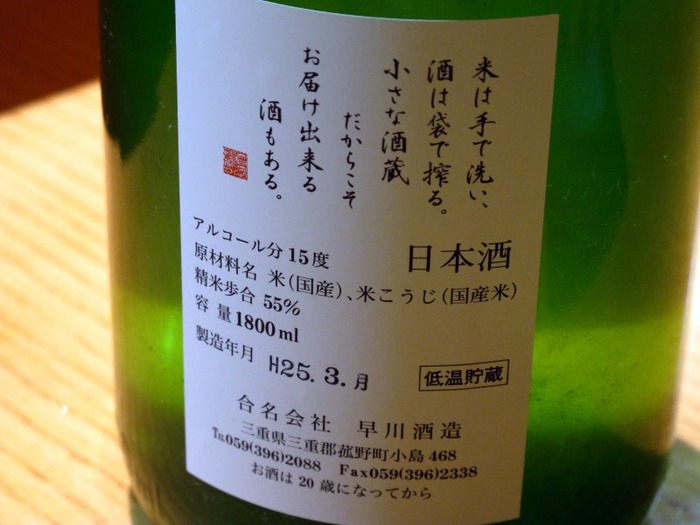 米は手で洗い、
酒は袋で搾る。
小さな酒蔵
だからこそ
お届け出来る
酒もある。
日本酒
アルコール分15度
原材料名 米(国産)、米こうじ(国産米)
精米歩合 55%
容量 1800ml
製造年月 H25.3.月
低温貯蔵
合名会社 早川酒造
三重県三重郡菰野町小島468
℡059(396)2088 Fax059(396)2338
お酒は20歳になってから